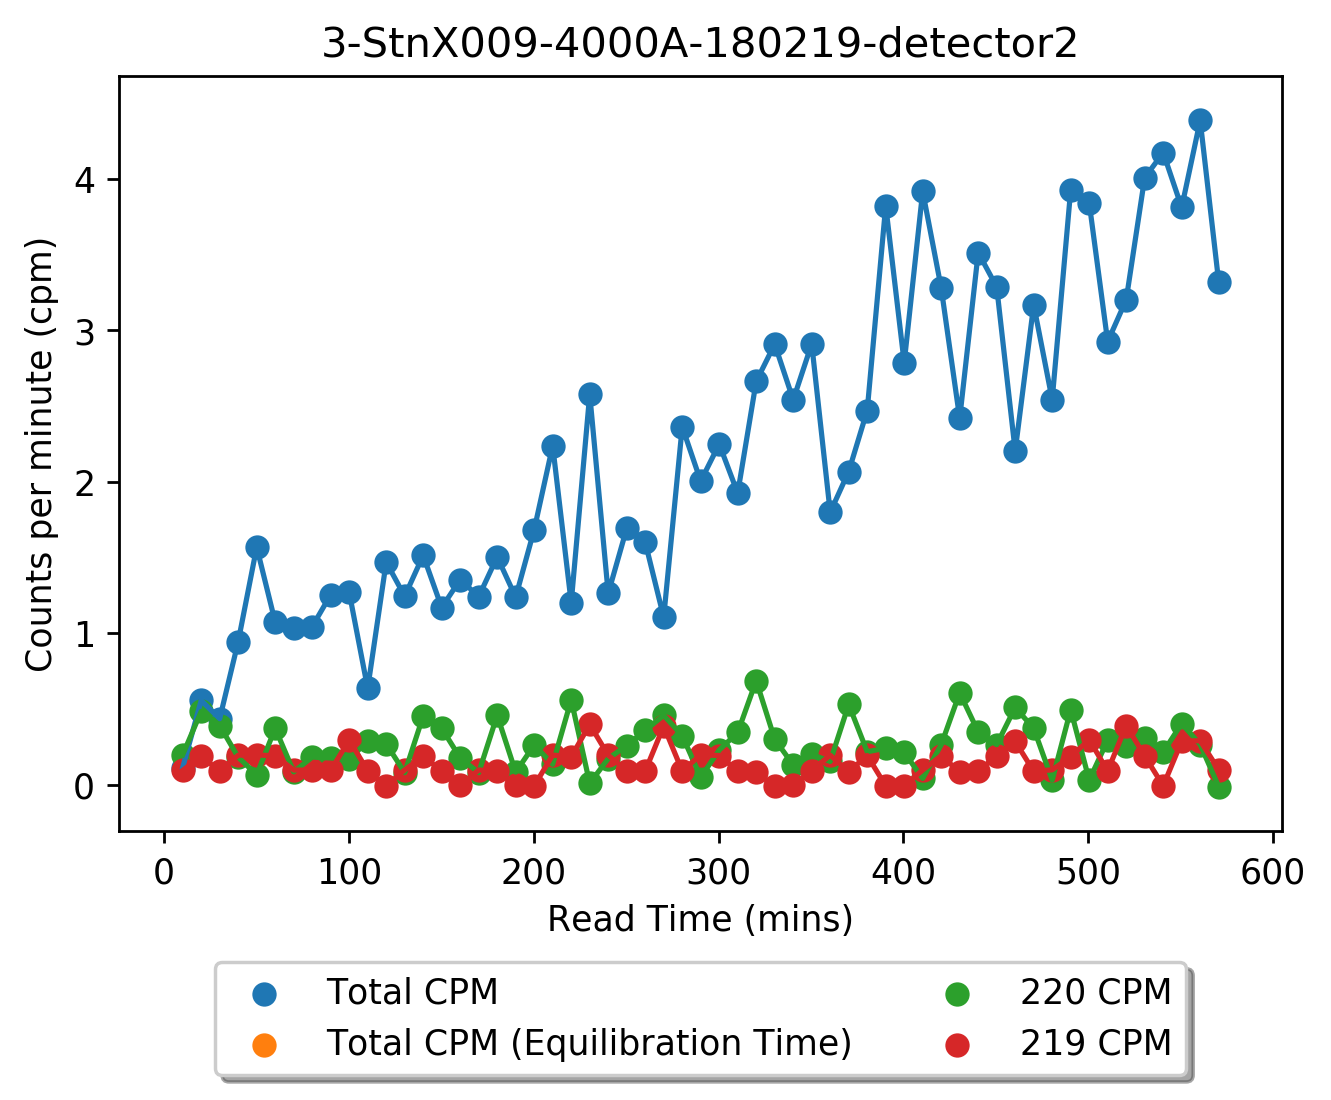 3-StnX009-4000A-180219-detector2
Counts per minute (cpm)
4
3
2
1
0
0 100 200 300 400 500 600
Read Time (mins)
Total CPM
Total CPM (Equilibration Time)
220 CPM
219 CPM